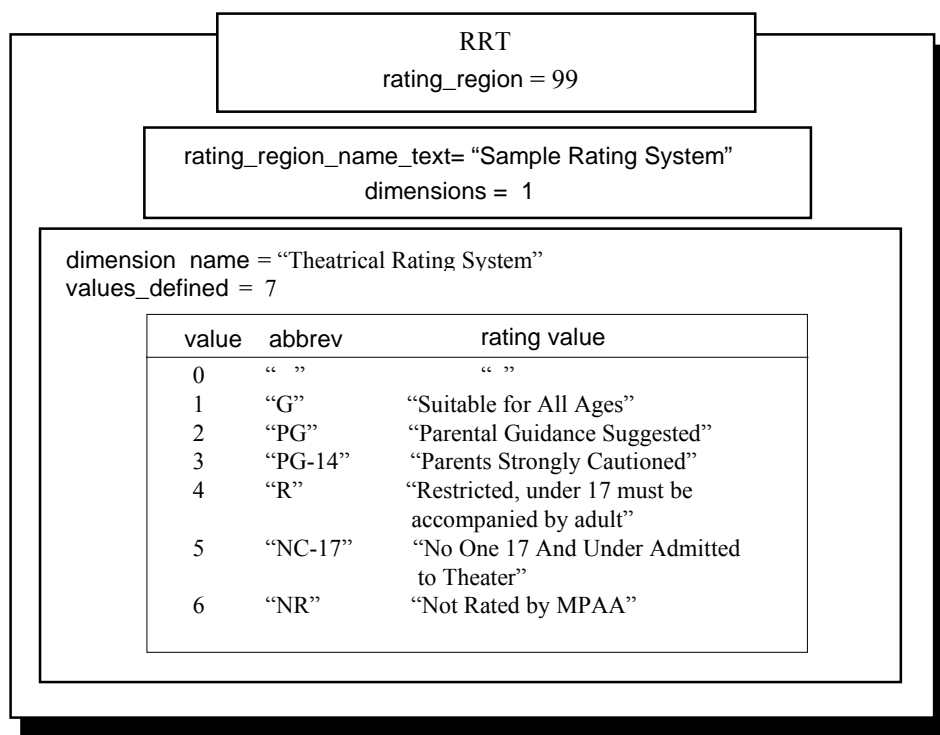 RRT
rating_region = 99
rating_region_name_text= “Sample Rating System”
dimensions = 1
dimension_name = “Theatrical Rating System”
values_defined = 7
value abbrev rating value
0 “ ” “ ”
1 “G” “Suitable for All Ages”
2 “PG” “Parental Guidance Suggested”
3 “PG-14” “Parents Strongly Cautioned”
4 “R” “Restricted, under 17 must be
accompanied by adult”
5 “NC-17” “No One 17 And Under Admitted
to Theater”
6 “NR” “Not Rated by MPAA”